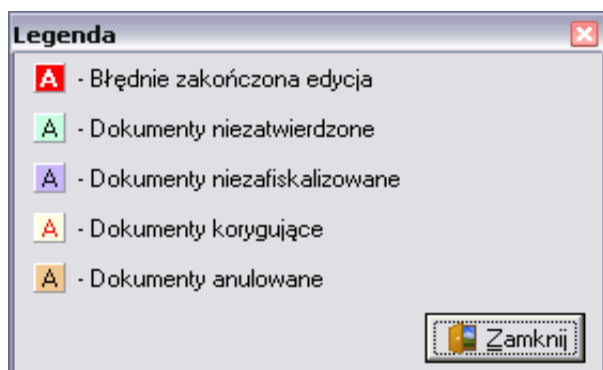 Legenda
A - Błędnie zakończona edycja
A - Dokumenty niezatwierdzone
A - Dokumenty niezafiskalizowane
A - Dokumenty korygujące
A - Dokumenty anulowane
Zamknij